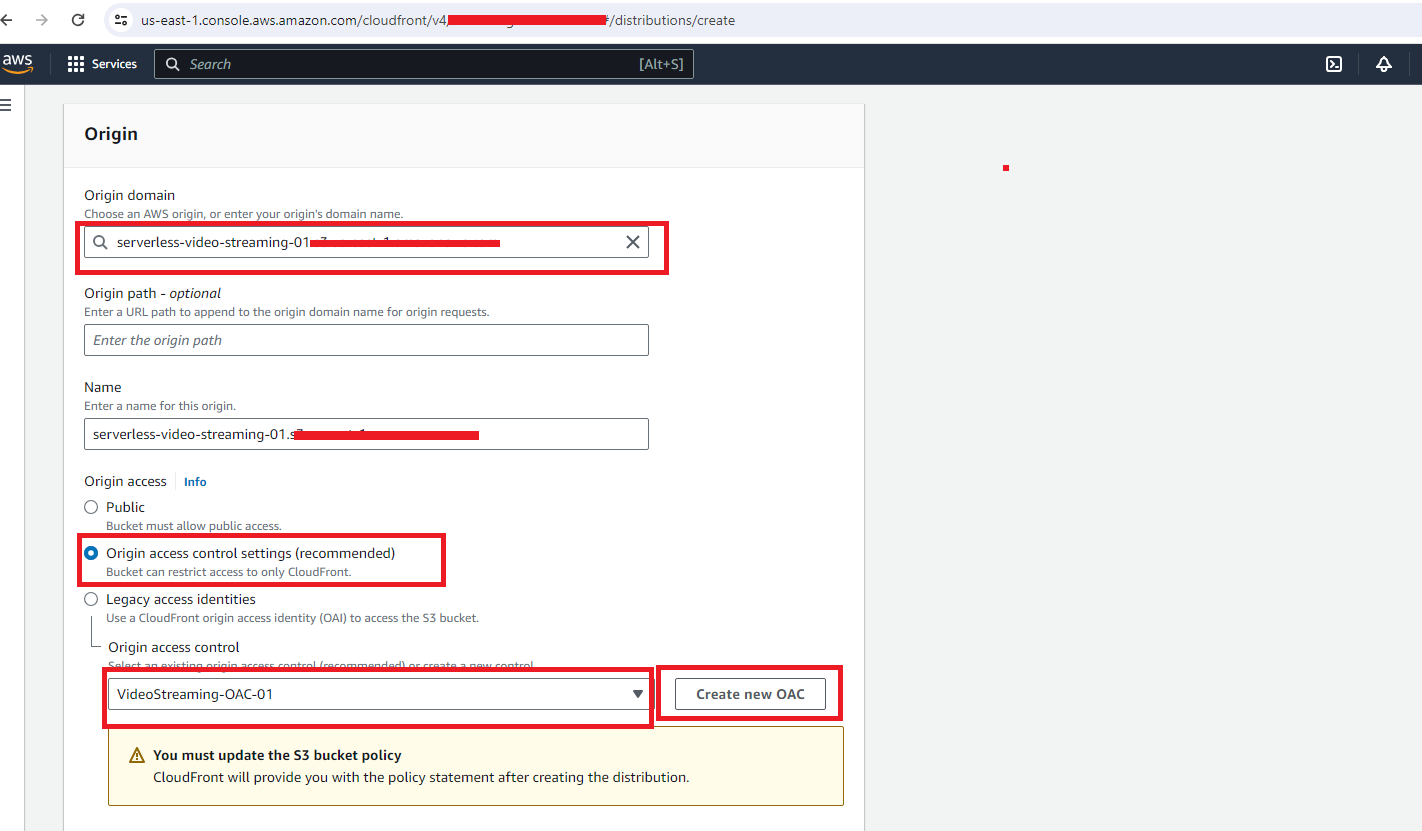 us-east-1.console.aws.amazon.com/cloudfront/v4/ #/distributions/create
aws Services Search [Alt+S]
Origin
Origin domain
Choose an AWS origin, or enter your origin's domain name.
serverless-video-streaming-01
Origin path - optional
Enter a URL path to append to the origin domain name for origin requests.
Enter the origin path
Name
Enter a name for this origin.
serverless-video-streaming-01.
Origin access Info
Public
Bucket must allow public access.
Origin access control settings (recommended)
Bucket can restrict access to only CloudFront.
Legacy access identities
Use a CloudFront origin access identity (OAI) to access the S3 bucket.
Origin access control
Select an existing origin access control (recommended) or create a new control.
VideoStreaming-OAC-01 Create new OAC
You must update the S3 bucket policy
CloudFront will provide you with the policy statement after creating the distribution.